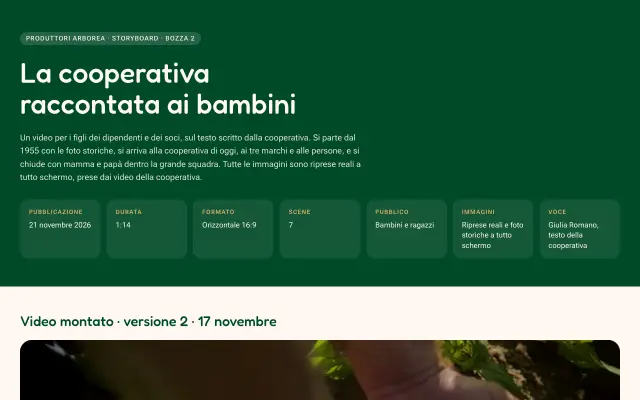 PRODUTTORI ARBOREA · STORYBOARD · BOZZA 2
La cooperativa
raccontata ai bambini
Un video per i figli dei dipendenti e dei soci, sul testo scritto dalla cooperativa. Si parte dal
1955 con le foto storiche, si arriva alla cooperativa di oggi, ai tre marchi e alle persone, e si
chiude con mamma e papà dentro la grande squadra. Tutte le immagini sono riprese reali a
tutto schermo, prese dai video della cooperativa.
PUBBLICAZIONE
21 novembre 2026
DURATA
1:14
FORMATO
Orizzontale 16:9
SCENE
7
PUBBLICO
Bambini e ragazzi
IMMAGINI
Riprese reali e foto
storiche a tutto
schermo
VOCE
Giulia Romano,
testo della
cooperativa
Video montato · versione 2 · 17 novembre